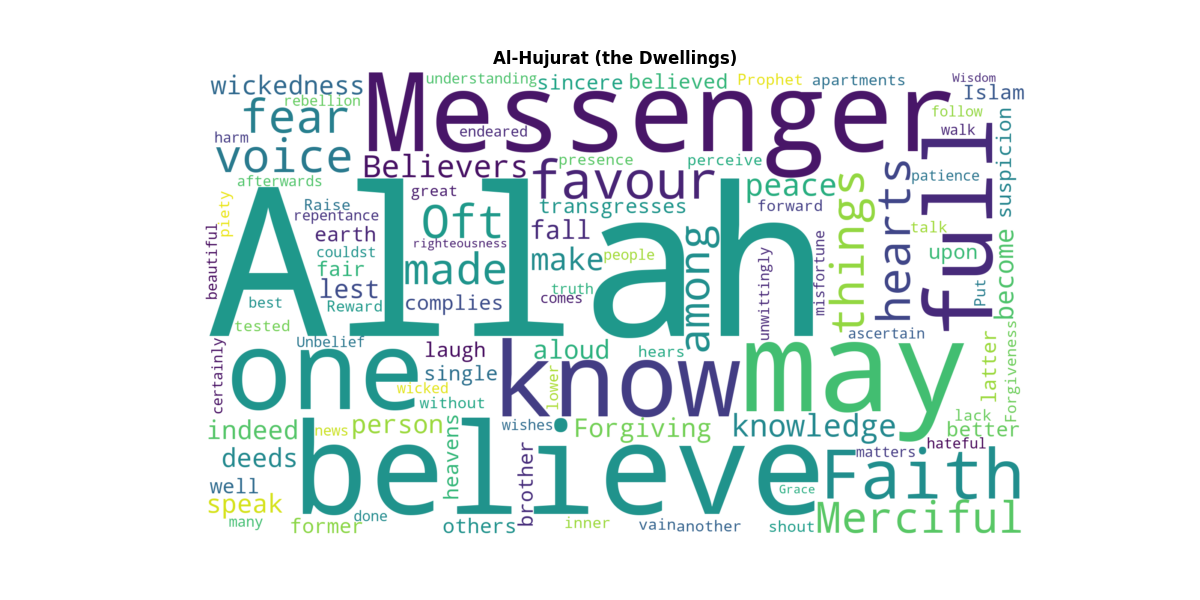 Al-Hujurat (the Dwellings)
wickedness
understanding
sincere
believed
Prophet
apartments
Wisdom
Islam
rebellion
fear
Messenger
endeared
follow
walk
harm
voice
Believers
presence
perceive
suspicion
afterwards
great
favour
peace
patience
piety
Raise
repentance
Oft
transgresses
forward
things
hearts
full
talk
earth
righteousness
fall
among
upon
beautiful
couldst
fair
made
make
people
unwittingly
misfortune
become
Allah
lest
truth
Put
best
Reward
complies
comes
tested
ascertain
Unbelief
laugh
aloud
hears
certainly
one
single
know
may
latter
Forgiveness
wicked
lower
without
lack
indeed
news
person
wishes
Forgiving
knowledge
better
deeds
heavens
hateful
matters
believe
Faith
well
brother
Grace
speak
many
former
done
others
inner
vain
another
shout
Merciful